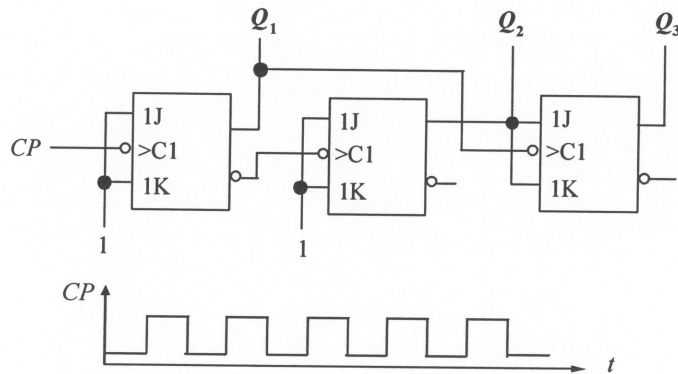 Q1 Q2 Q3
1J 1J 1J
CP >C1 >C1 >C1
1K 1K 1K
1 1
CP
t